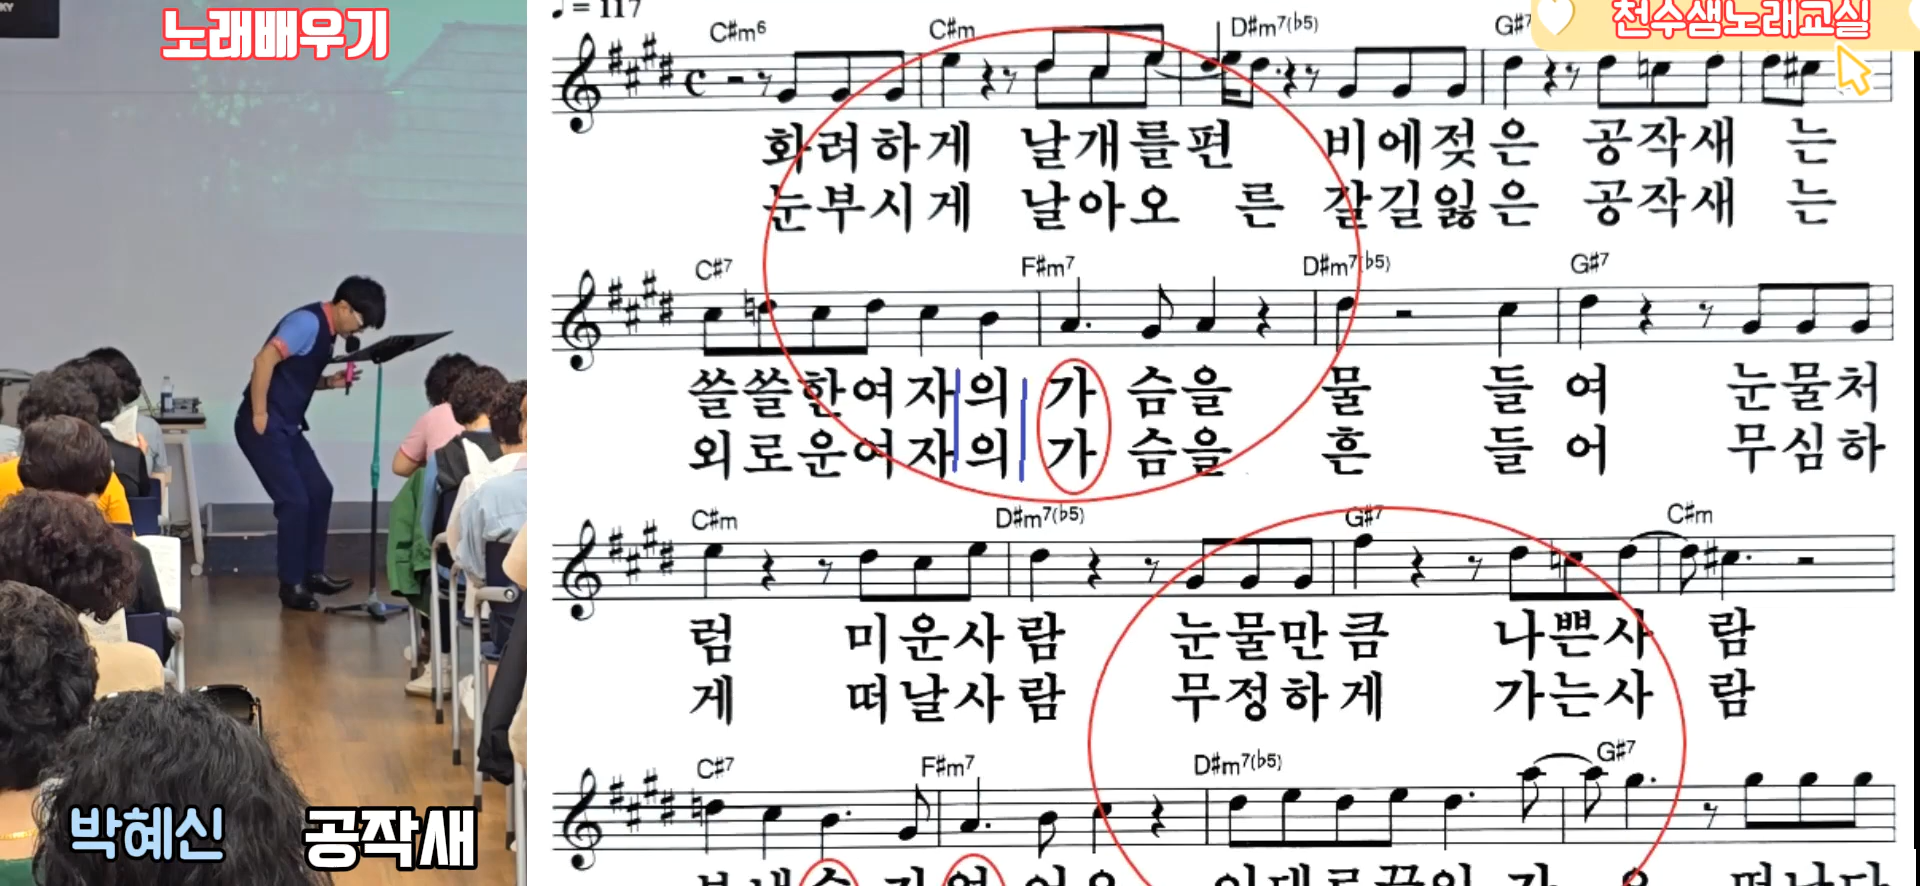 노래배우기
천수샘노래교실
♩ = 117
C#m6 C#m D#m7(b5) G#7
화려하게 날개를편 비에젖은 공작새 는
눈부시게 날아오 른 갈길잃은 공작새 는
C#7 F#m7 D#m7(b5) G#7
쓸쓸한여자의 가 슴을 물 들 여 눈물처
외로운여자의 가 슴을 흔 들 어 무심하
C#m D#m7(b5) G#7 C#m
럼 미운사 람 눈물만 큼 나쁜사 람
게 떠날사 람 무정하 게 가는사 람
C#7 F#m7 D#m7(b5) G#7
박혜신 공작새